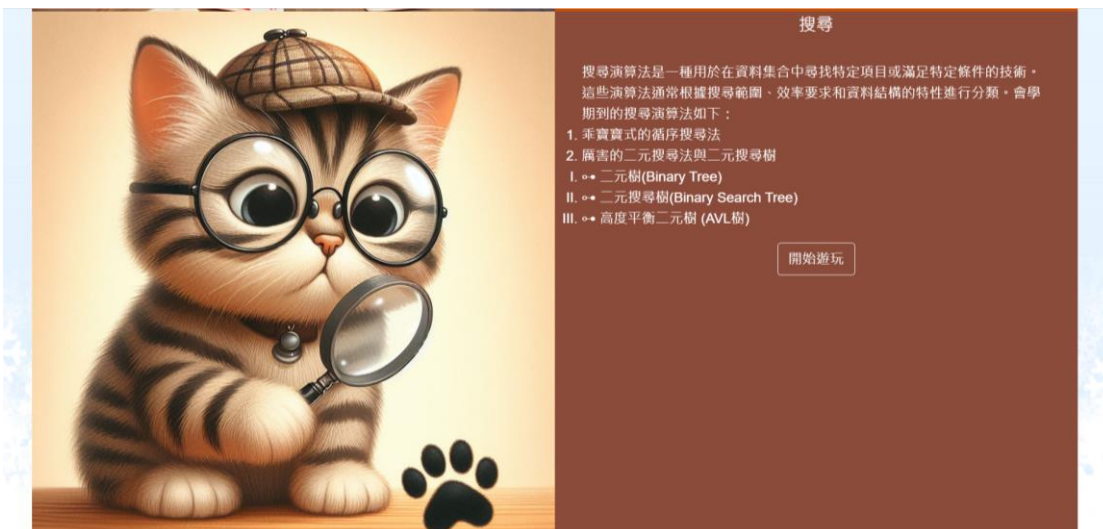 搜尋
搜尋演算法是一種用於在資料集合中尋找特定項目或滿足特定條件的技術。
這些演算法通常根據搜尋範圍、效率要求和資料結構的特性進行分類。會學
期到的搜尋演算法如下：
1. 乖寶寶式的循序搜尋法
2. 厲害的二元搜尋法與二元搜尋樹
I. ⊶ 二元樹(Binary Tree)
II. ⊶ 二元搜尋樹(Binary Search Tree)
III. ⊶ 高度平衡二元樹 (AVL樹)
開始遊玩